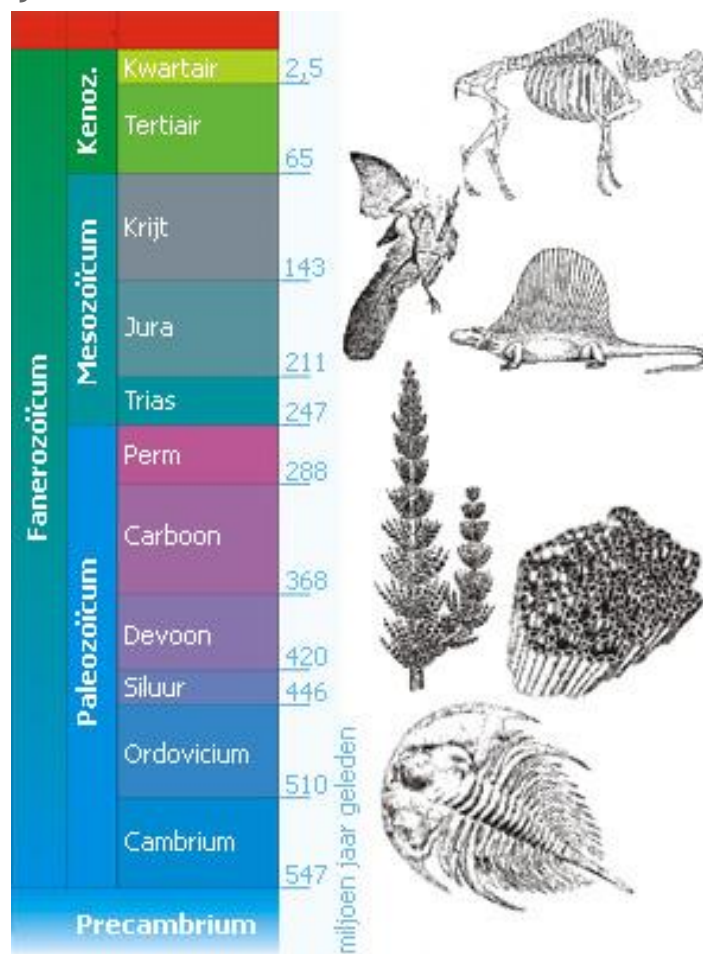 Fanerozoïcum
Kenoz.
Kwartair 2,5
Tertiair
65
Mesozoïcum
Krijt
143
Jura
211
Trias
247
Paleozoïcum
Perm
288
Carboon
368
Devoon
420
Siluur
446
Ordovicium
510
Cambrium
547
Precambrium
miljoen jaar geleden